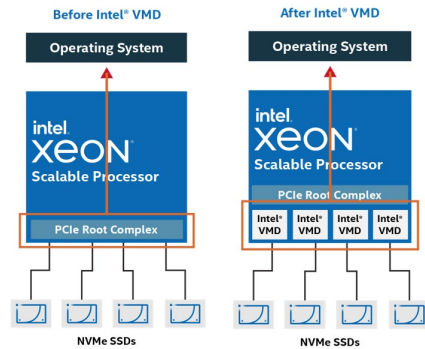 Before Intel® VMD
Operating System
intel
XEON®
Scalable Processor
PCIe Root Complex
NVMe SSDs
After Intel® VMD
Operating System
intel
XEON®
Scalable Processor
PCIe Root Complex
Intel® VMD
Intel® VMD
Intel® VMD
Intel® VMD
NVMe SSDs